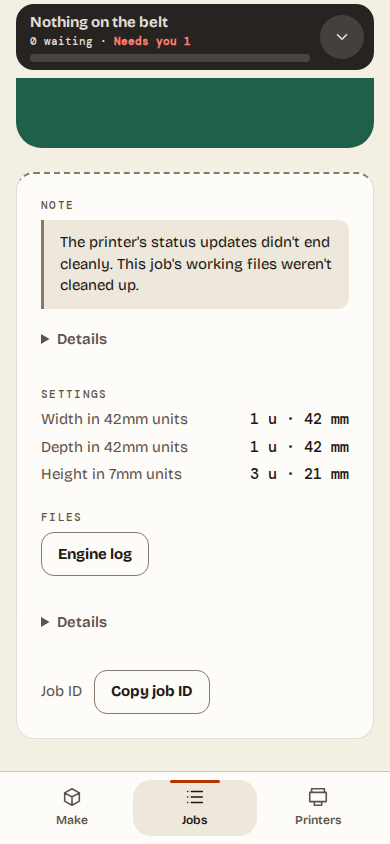 Nothing on the belt
0 waiting · Needs you 1
NOTE
The printer's status updates didn't end
cleanly. This job's working files weren't
cleaned up.
Details
SETTINGS
Width in 42mm units 1 u · 42 mm
Depth in 42mm units 1 u · 42 mm
Height in 7mm units 3 u · 21 mm
FILES
Engine log
Details
Job ID Copy job ID
Make Jobs Printers